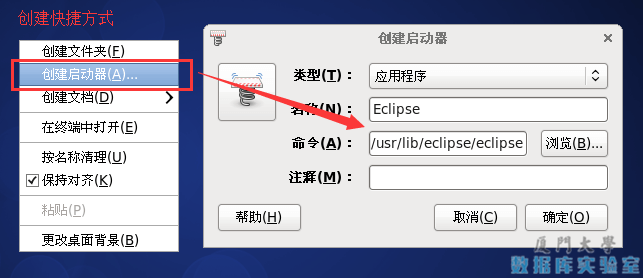 创建快捷方式
创建文件夹(F)
创建启动器(A)...
创建文档(D)
在终端中打开(E)
按名称清理(U)
保持对齐(K)
粘贴(P)
更改桌面背景(B)
创建启动器
类型(T)： 应用程序
名称(N)： Eclipse
命令(A)： /usr/lib/eclipse/eclipse 浏览(B)...
注释(M)：
帮助(H) 取消(C) 确定(O)
厦门大学
数据库实验室